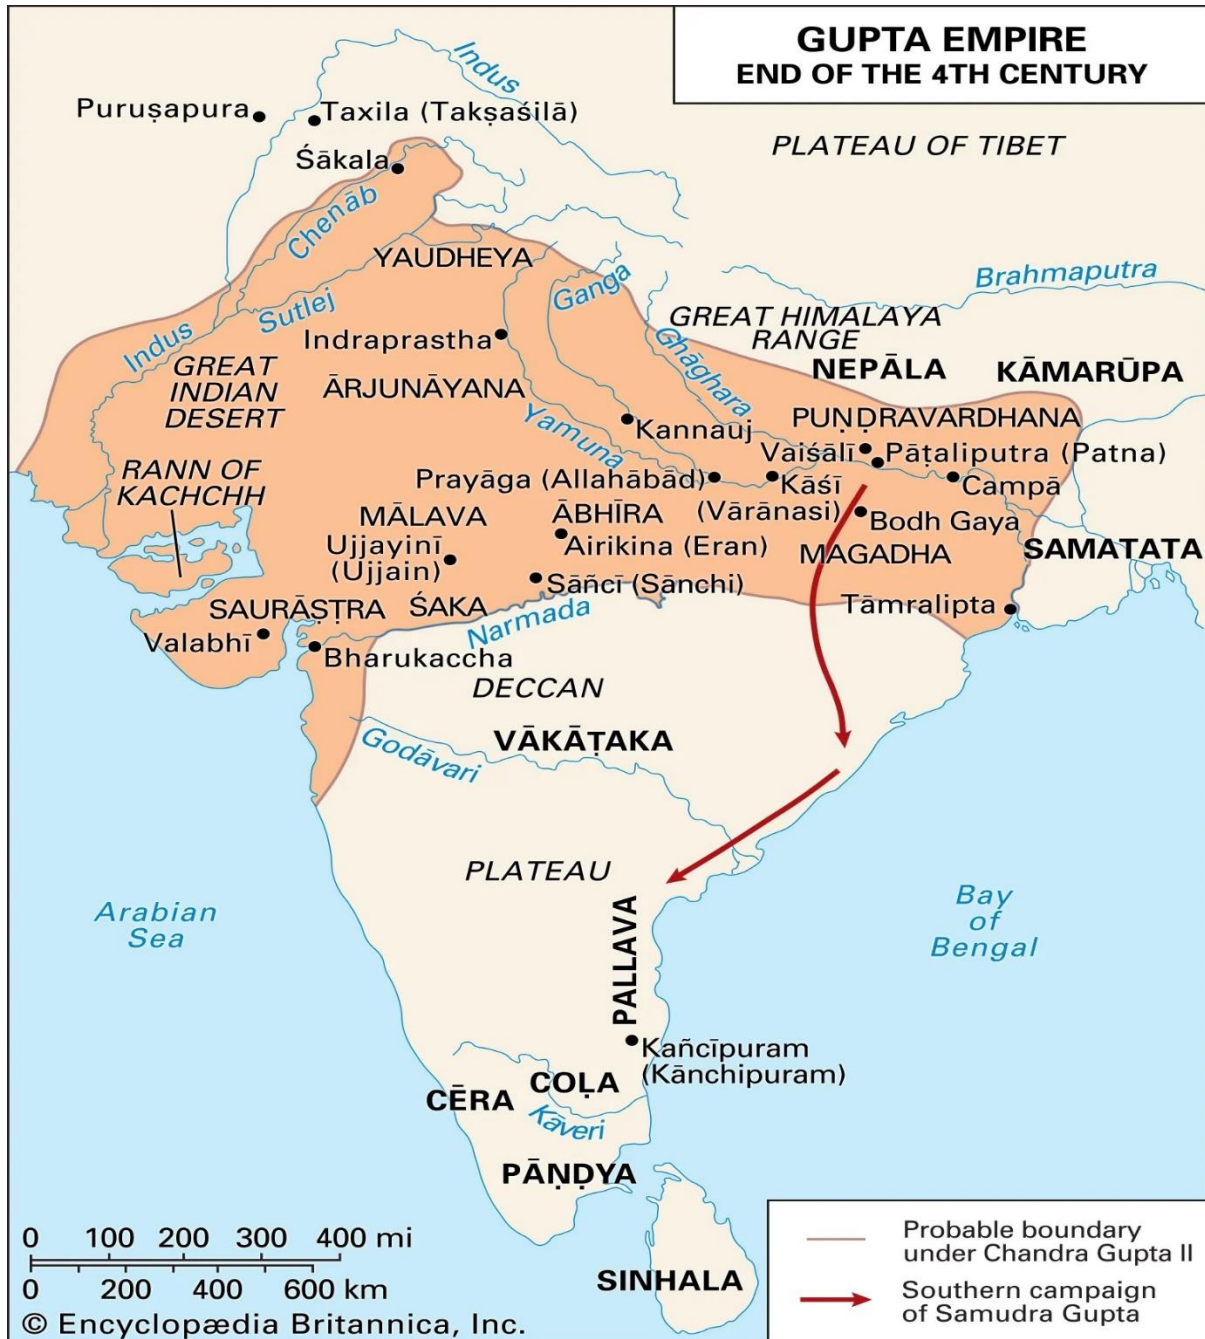 GUPTA EMPIRE
END OF THE 4TH CENTURY
Indus
Puruṣapura
Taxila (Takṣaśilā)
PLATEAU OF TIBET
Śākala
Chenāb
YAUDHEYA
Ganga
Brahmaputra
Sutlej
Indus
GREAT HIMALAYA
RANGE
Indraprastha
Ghāghara
NEPĀLA
KĀMARŪPA
GREAT
INDIAN
DESERT
ĀRJUNĀYANA
Yamuna
Kannauj
PUṆḌRAVARDHANA
Vaiśālī
Pāṭaliputra (Patna)
RANN OF
KACHCHH
Prayāga (Allahābād)
Kāśī
(Vārānasi)
Campā
MĀLAVA
ĀBHĪRA
Bodh Gaya
Ujjayinī
(Ujjain)
Airikina (Eran)
MAGADHA
SAMATATA
Sāñcī (Sānchi)
SAURĀṢṬRA
ŚAKA
Narmada
Tāmralipta
Valabhī
Bharukaccha
DECCAN
Godāvari
VĀKĀṬAKA
PLATEAU
Arabian
Sea
Bay
of
Bengal
PALLAVA
Kañcīpuram
(Kānchipuram)
CĒRA
COḶA
Kāveri
PĀṆḌYA
SINHALA
0 100 200 300 400 mi
0 200 400 600 km
© Encyclopædia Britannica, Inc.
Probable boundary
under Chandra Gupta II
Southern campaign
of Samudra Gupta